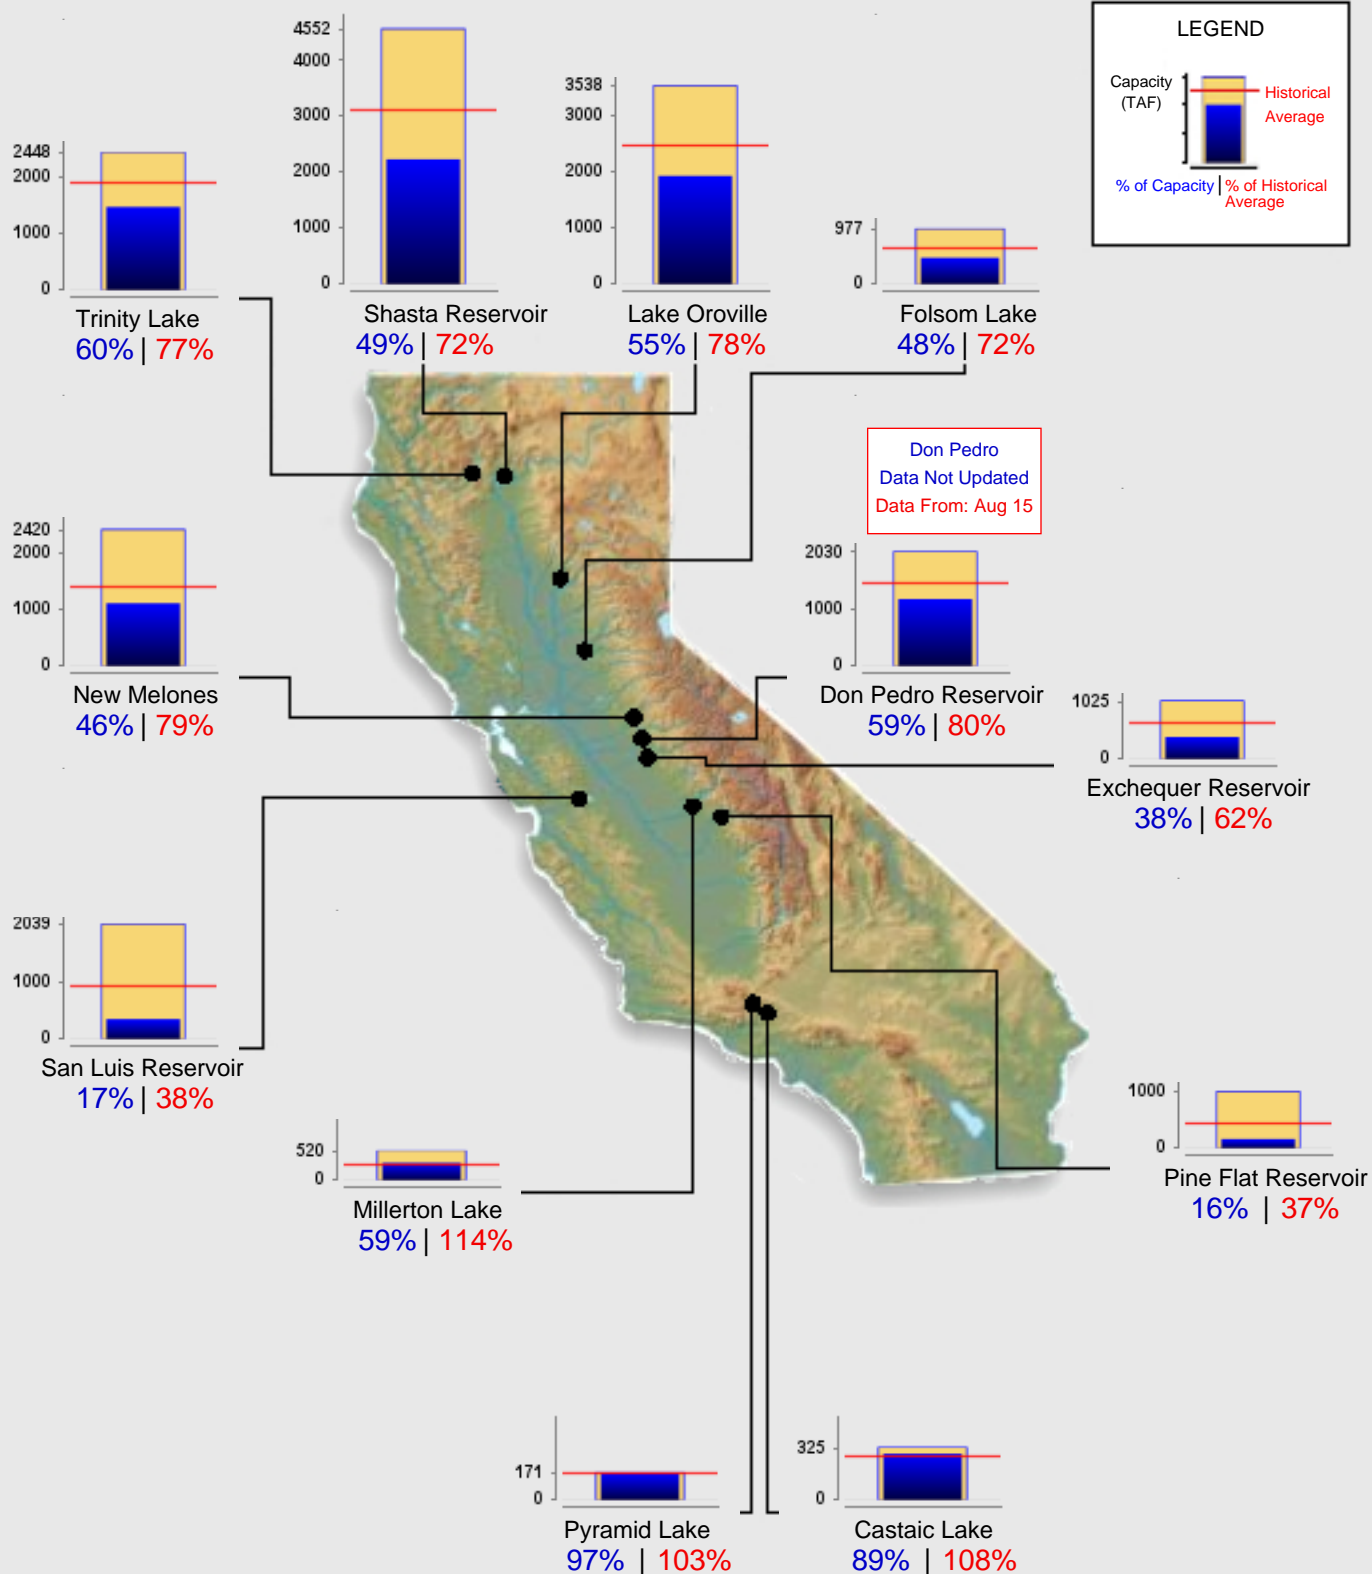 LEGEND
Capacity
(TAF)
Historical
Average
% of Capacity | % of Historical
Average
4552
4000
3000
2000
1000
0
Shasta Reservoir
49% | 72%
3538
3000
2000
1000
0
Lake Oroville
55% | 78%
2448
2000
1000
0
Trinity Lake
60% | 77%
977
0
Folsom Lake
48% | 72%
Don Pedro
Data Not Updated
Data From: Aug 15
2420
2000
1000
0
New Melones
46% | 79%
2030
1000
0
Don Pedro Reservoir
59% | 80%
1025
0
Exchequer Reservoir
38% | 62%
2039
1000
0
San Luis Reservoir
17% | 38%
520
0
Millerton Lake
59% | 114%
1000
0
Pine Flat Reservoir
16% | 37%
171
0
Pyramid Lake
97% | 103%
325
0
Castaic Lake
89% | 108%